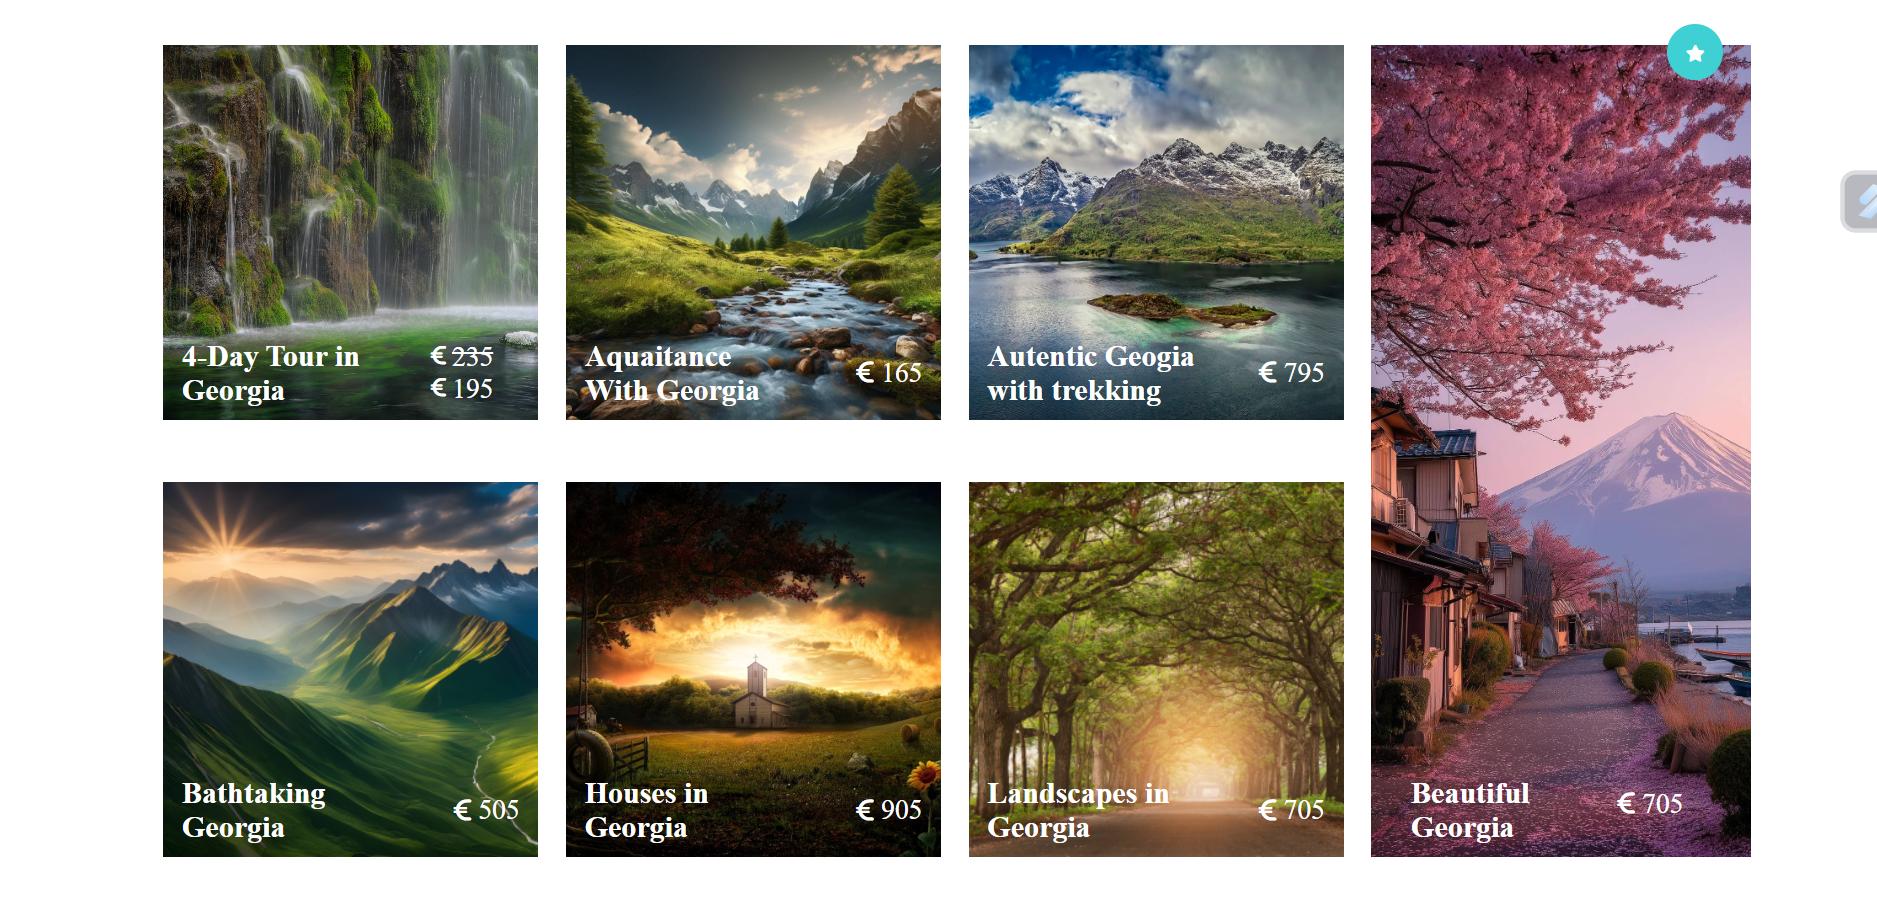 4-Day Tour in
Georgia
€ 235
€ 195
Aquaitance
With Georgia
€ 165
Autentic Geogia
with trekking
€ 795
Bathtaking
Georgia
€ 505
Houses in
Georgia
€ 905
Landscapes in
Georgia
€ 705
Beautiful
Georgia
€ 705